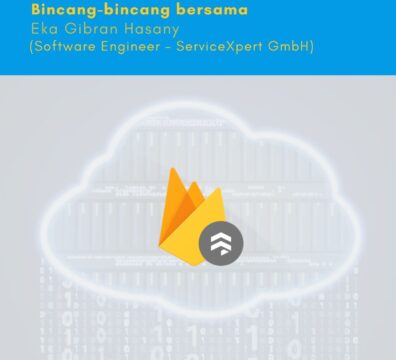 Bincang-bincang bersama
Eka Gibran Hasany
(Software Engineer - ServiceXpert GmbH)